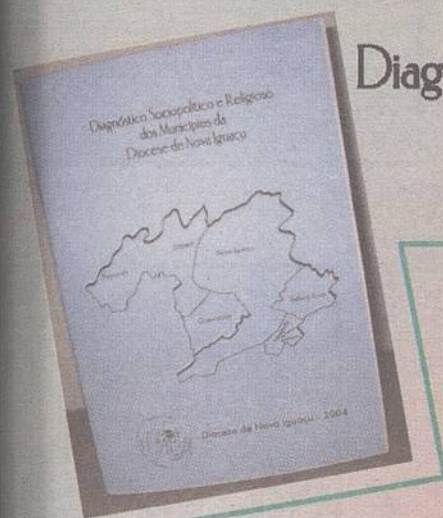 Diag
Diagnóstico Sociopolítico e Religioso
dos Municípios da
Diocese de Nova Iguaçu
Diocese de Nova Iguaçu - 2004